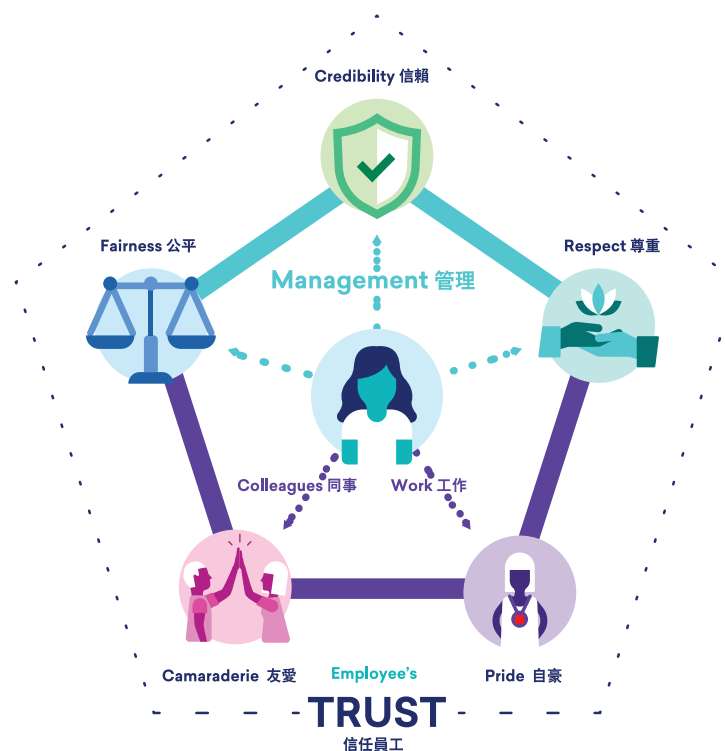 Credibility 信賴
Fairness 公平
Respect 尊重
Management 管理
Colleagues 同事
Work 工作
Camaraderie 友愛
Employee's
Pride 自豪
TRUST
信任員工